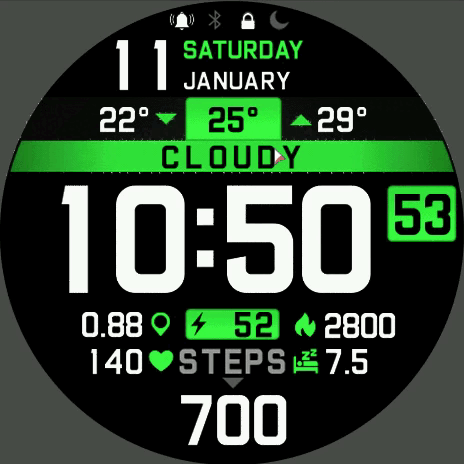 11 SATURDAY
JANUARY
22° 25° 29°
CLOUDY
10:50 53
0.88 52 2800
140 STEPS 7.5
700